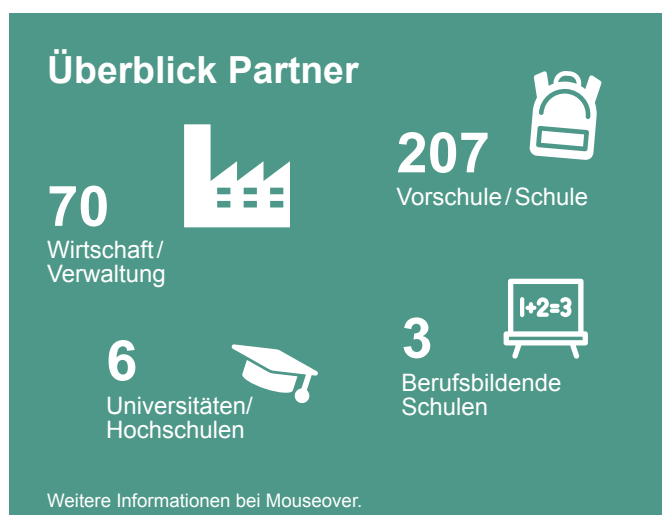 Überblick Partner
70
Wirtschaft/
Verwaltung
207
Vorschule/Schule
6
Universitäten/
Hochschulen
1+2=3
3
Berufsbildende
Schulen
Weitere Informationen bei Mouseover.